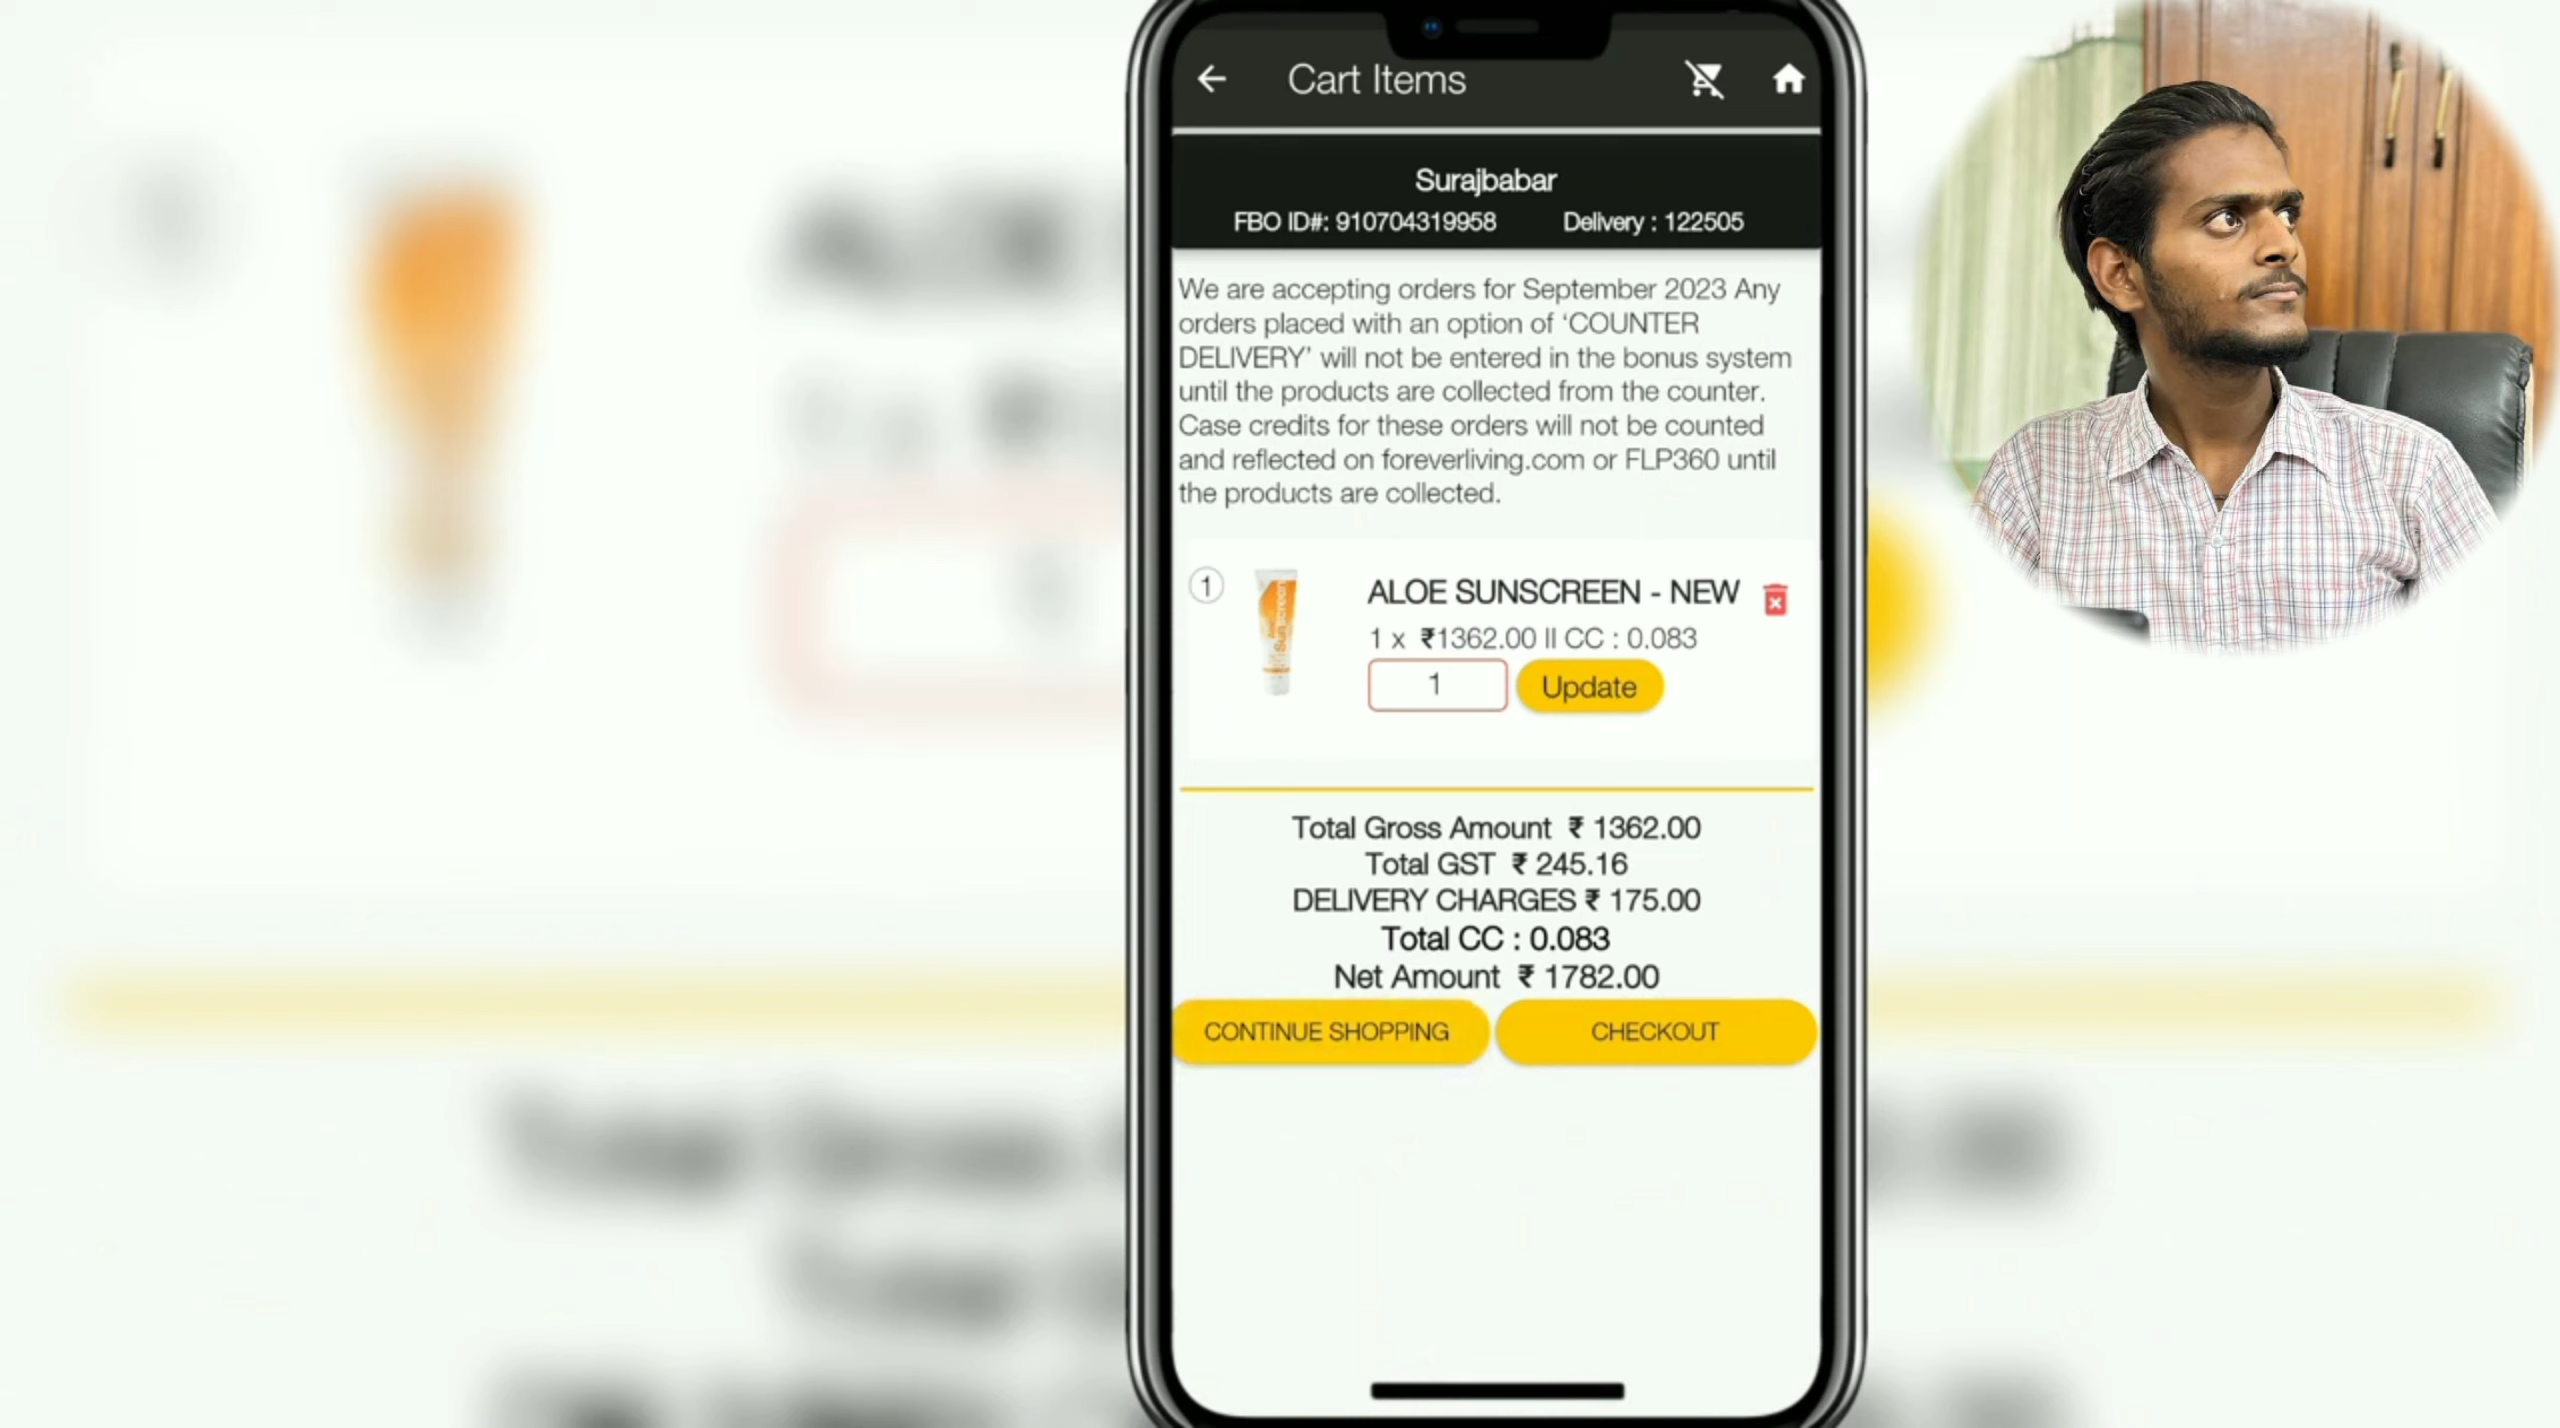 Cart Items
Surajbabar
FBO ID#: 910704319958 Delivery : 122505
We are accepting orders for September 2023 Any
orders placed with an option of ‘COUNTER
DELIVERY’ will not be entered in the bonus system
until the products are collected from the counter.
Case credits for these orders will not be counted
and reflected on foreverliving.com or FLP360 until
the products are collected.
1
Sunscreen
ALOE SUNSCREEN - NEW
1 x ₹1362.00 II CC : 0.083
1 Update
Total Gross Amount ₹ 1362.00
Total GST ₹ 245.16
DELIVERY CHARGES ₹ 175.00
Total CC : 0.083
Net Amount ₹ 1782.00
CONTINUE SHOPPING CHECKOUT